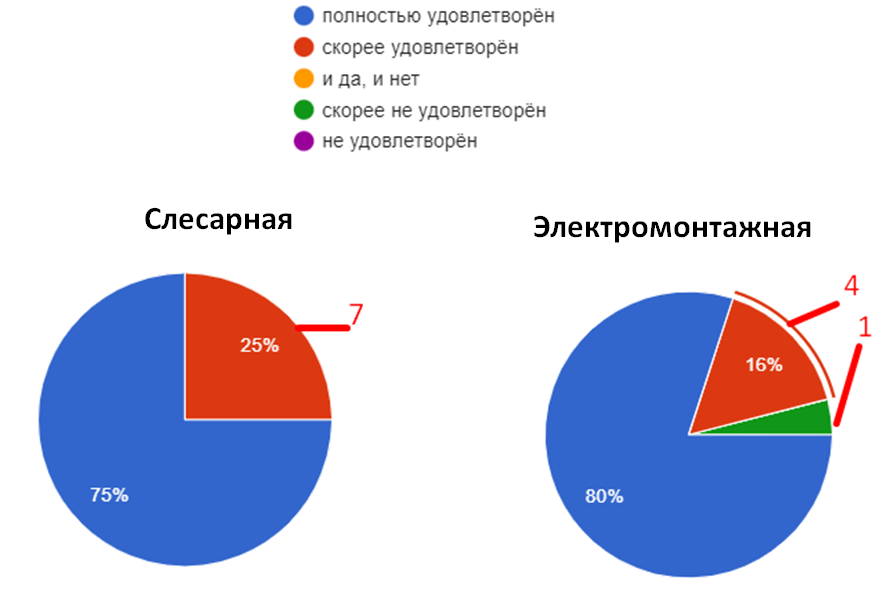 полностью удовлетворён
скорее удовлетворён
и да, и нет
скорее не удовлетворён
не удовлетворён
Слесарная
25%
7
75%
Электромонтажная
4
1
16%
80%